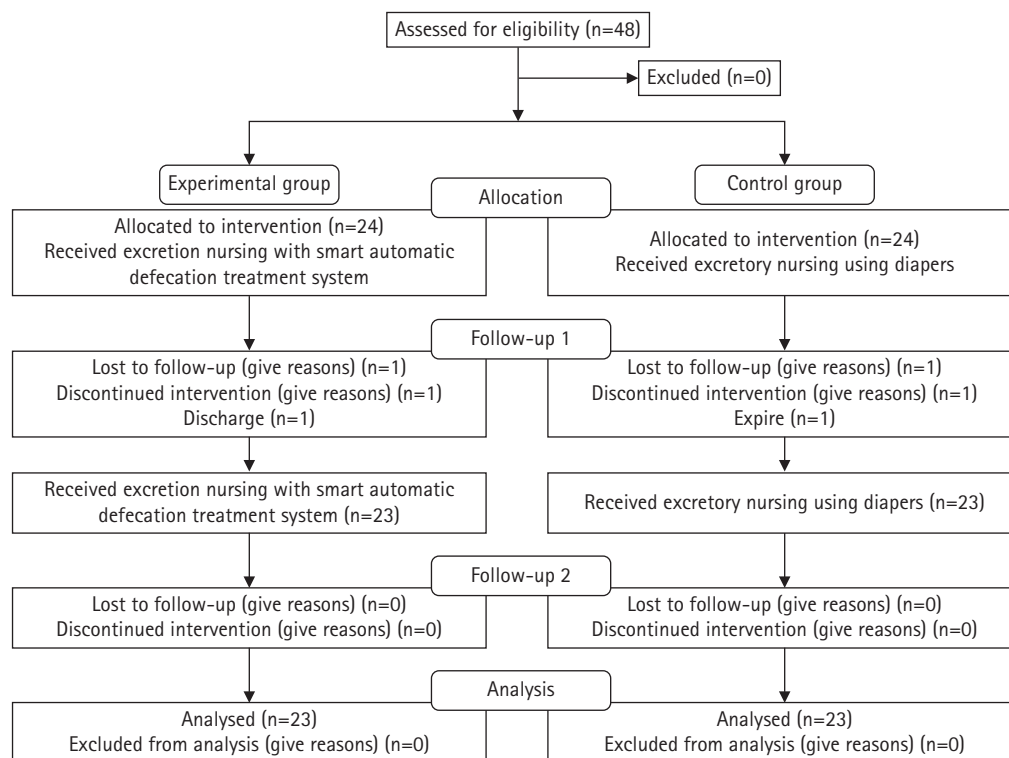 Assessed for eligibility (n=48)
Excluded (n=0)
Experimental group
Control group
Allocation
Allocated to intervention (n=24)
Received excretion nursing with smart automatic
defecation treatment system
Allocated to intervention (n=24)
Received excretory nursing using diapers
Follow-up 1
Lost to follow-up (give reasons) (n=1)
Discontinued intervention (give reasons) (n=1)
Discharge (n=1)
Lost to follow-up (give reasons) (n=1)
Discontinued intervention (give reasons) (n=1)
Expire (n=1)
Received excretion nursing with smart automatic
defecation treatment system (n=23)
Received excretory nursing using diapers (n=23)
Follow-up 2
Lost to follow-up (give reasons) (n=0)
Discontinued intervention (give reasons) (n=0)
Lost to follow-up (give reasons) (n=0)
Discontinued intervention (give reasons) (n=0)
Analysis
Analysed (n=23)
Excluded from analysis (give reasons) (n=0)
Analysed (n=23)
Excluded from analysis (give reasons) (n=0)